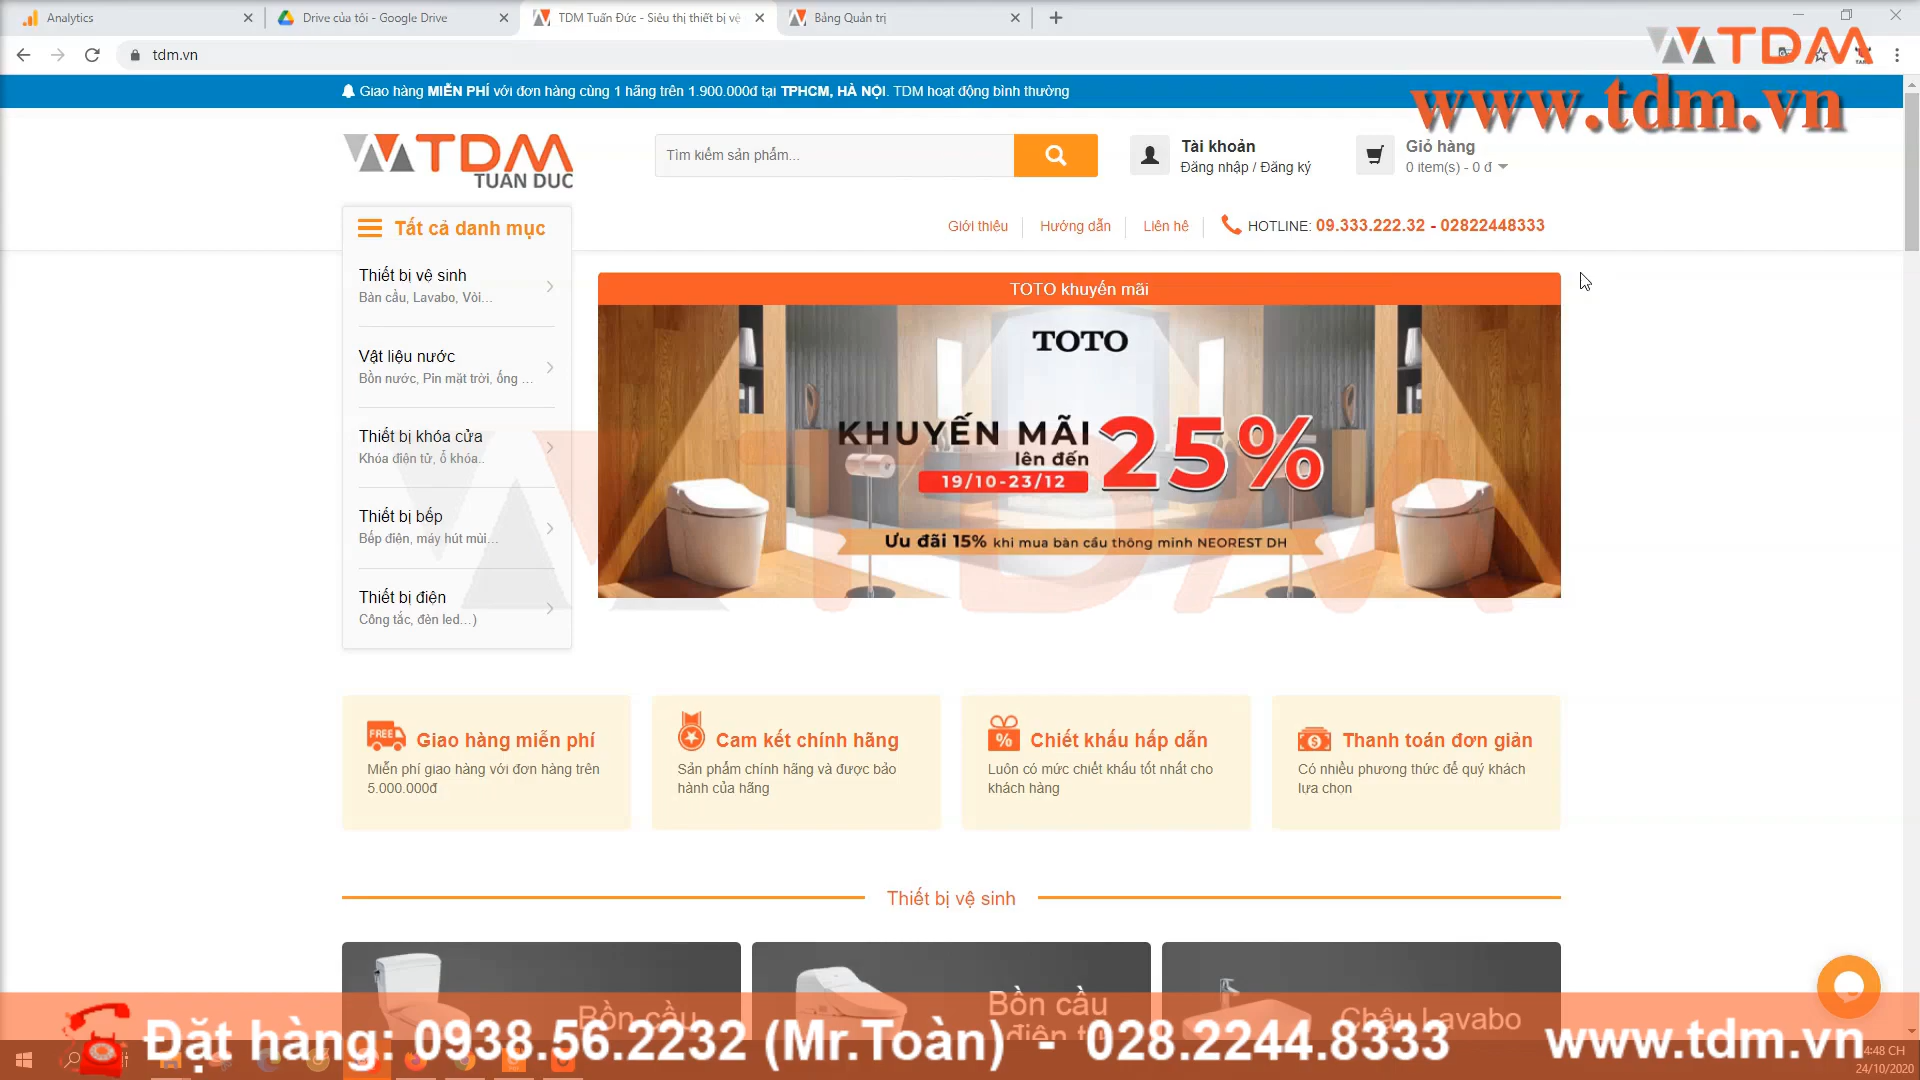 Analytics
Drive của tôi - Google Drive
TDM Tuấn Đức - Siêu thị thiết bị vệ
Bảng Quản trị
tdm.vn
TDM
www.tdm.vn
Giao hàng MIỄN PHÍ với đơn hàng cùng 1 hãng trên 1.900.000đ tại TPHCM, HÀ NỘI. TDM hoạt động bình thường
TDM
TUAN DUC
Tìm kiếm sản phẩm...
Tài khoản
Đăng nhập / Đăng ký
Giỏ hàng
0 item(s) - 0 đ
Tất cả danh mục
Giới thiệu
Hướng dẫn
Liên hệ
HOTLINE: 09.333.222.32 - 02822448333
Thiết bị vệ sinh
Bàn cầu, Lavabo, Vòi...
Vật liệu nước
Bồn nước, Pin mặt trời, ống ...
Thiết bị khóa cửa
Khóa điện tử, ổ khóa..
Thiết bị bếp
Bếp điện, máy hút mùi...
Thiết bị điện
Công tắc, đèn led...)
TOTO khuyến mãi
TOTO
KHUYẾN MÃI
lên đến
25%
19/10-23/12
Ưu đãi 15% khi mua bàn cầu thông minh NEOREST DH
TDM
Giao hàng miễn phí
Miễn phí giao hàng với đơn hàng trên
5.000.000đ
Cam kết chính hãng
Sản phẩm chính hãng và được bảo
hành của hãng
Chiết khấu hấp dẫn
Luôn có mức chiết khấu tốt nhất cho
khách hàng
Thanh toán đơn giản
Có nhiều phương thức để quý khách
lựa chọn
FREE
Thiết bị vệ sinh
Bồn cầu
Bồn cầu
điện tử
Chậu Lavabo
Đặt hàng: 0938.56.2232 (Mr.Toàn) - 028.2244.8333
www.tdm.vn
4:48 CH
24/10/2020